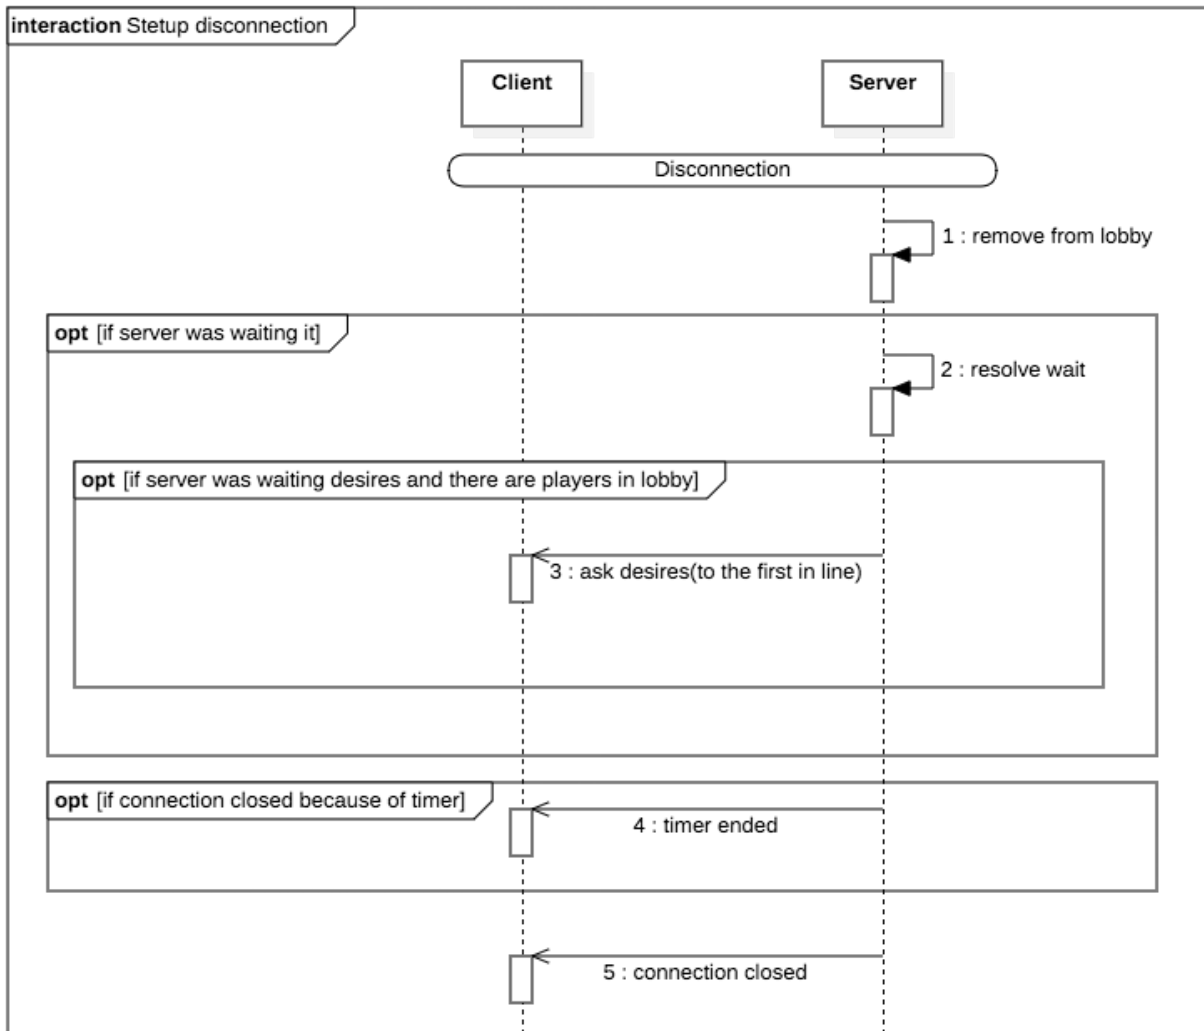 interaction Stetup disconnection
Client
Server
Disconnection
1 : remove from lobby
opt [if server was waiting it]
2 : resolve wait
opt [if server was waiting desires and there are players in lobby]
3 : ask desires(to the first in line)
opt [if connection closed because of timer]
4 : timer ended
5 : connection closed